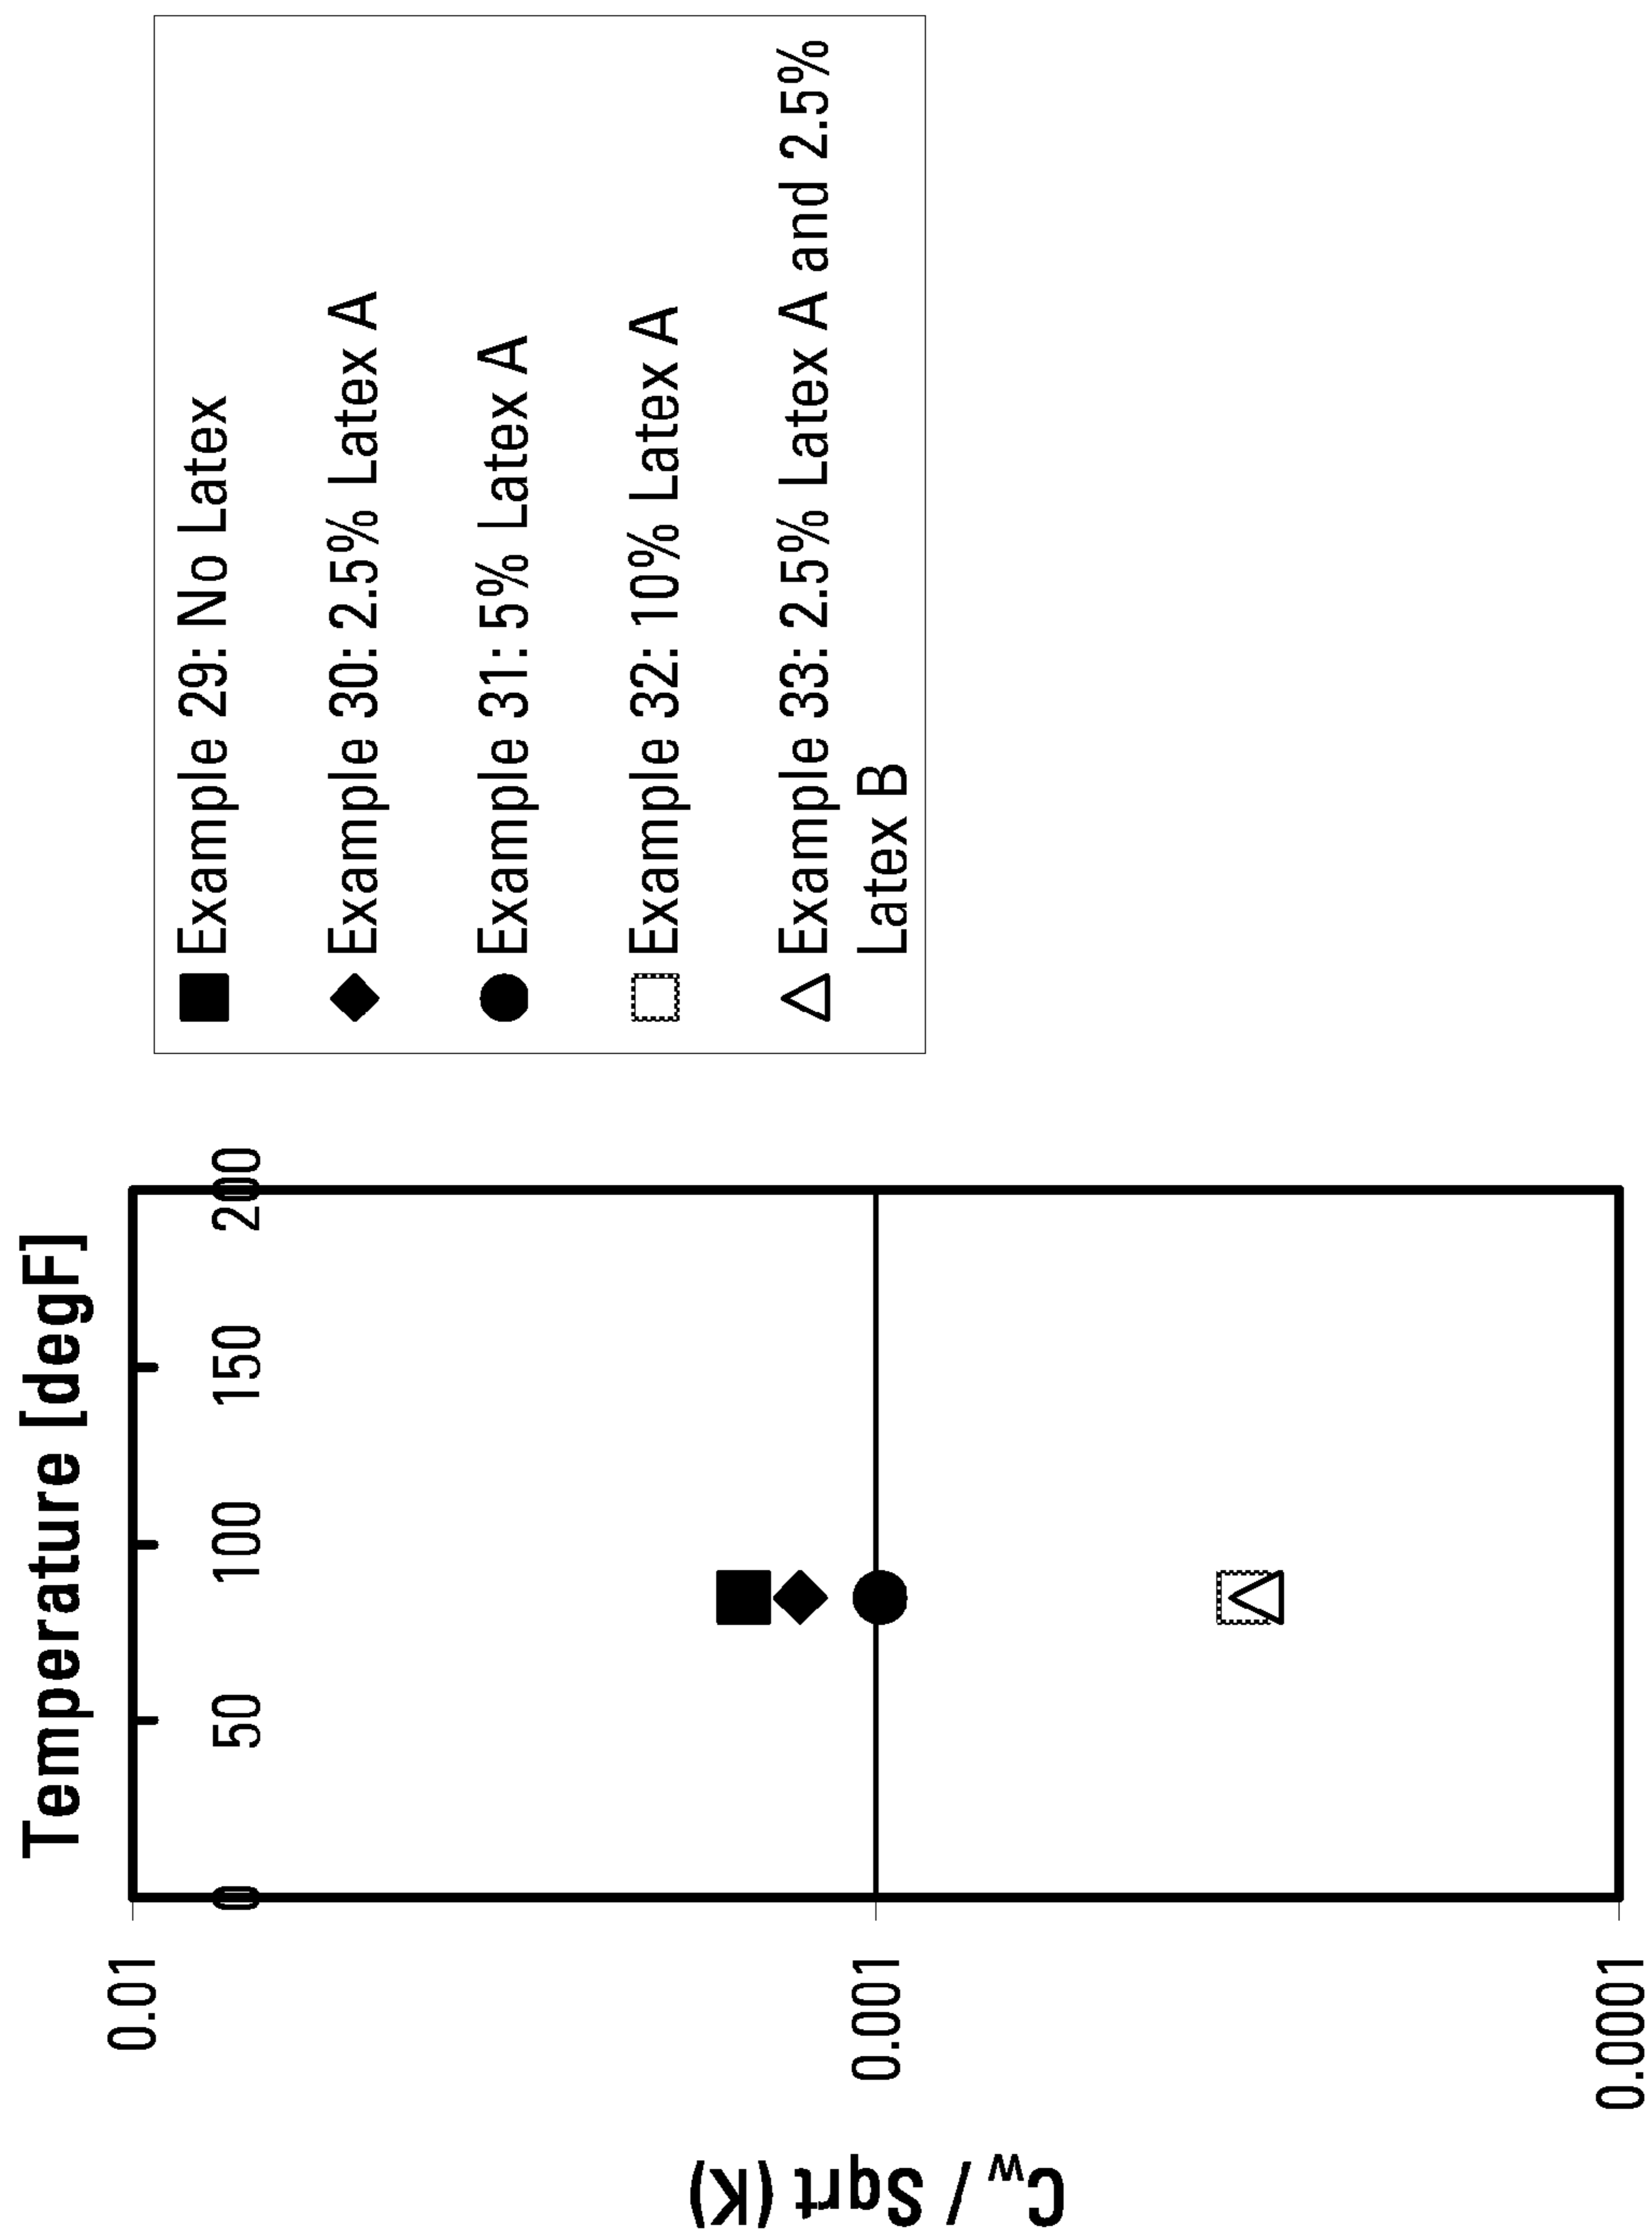 Temperature [degF]
0 50 100 150 200
0.01
0.001
0.0001
Cw / Sqrt (K)
Example 29: No Latex
Example 30: 2.5% Latex A
Example 31: 5% Latex A
Example 32: 10% Latex A
Example 33: 2.5% Latex A and 2.5%
Latex B